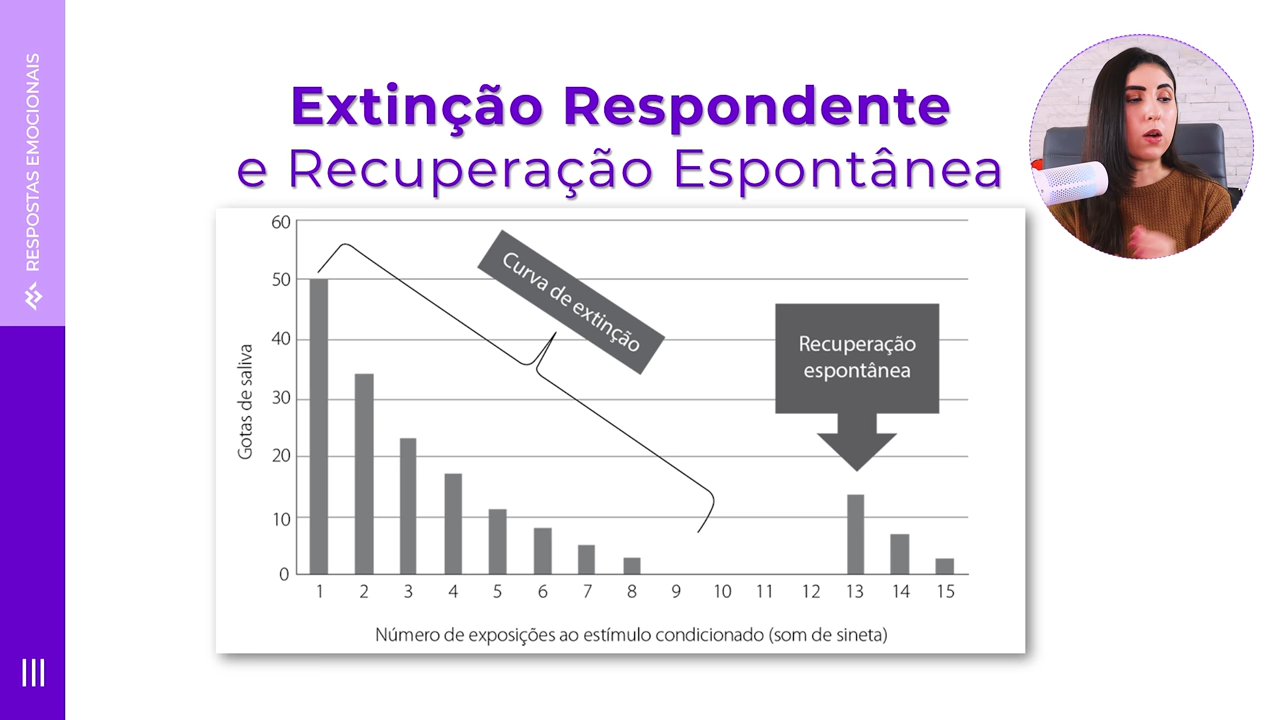 RESPOSTAS EMOCIONAIS
Extinção Respondente
e Recuperação Espontânea
60
50
40
30
20
10
0
Gotas de saliva
Curva de extinção
Recuperação
espontânea
1 2 3 4 5 6 7 8 9 10 11 12 13 14 15
Número de exposições ao estímulo condicionado (som de sineta)